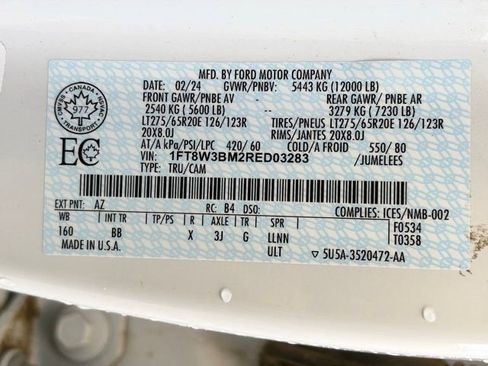 MFD. BY FORD MOTOR COMPANY
DATE: 02/24 GVWR/PNBV: 5443 KG (12000 LB)
FRONT GAWR/PNBE AV REAR GAWR/PNBE AR
2540 KG (5600 LB) 3279 KG (7230 LB)
LT275/65R20E 126/123R TIRES/PNEUS LT275/65R20E 126/123R
20X8.0J RIMS/JANTES 20X8.0J
AT/A kPa/PSI/LPC 420/60 COLD/A FROID 550/80
VIN: 1FT8W3BM2RED03283 /JUMELEES
TYPE: TRU/CAM
CANADA
977
TRANSPORT
EC
EXT PNT: AZ RC: B4 DSO: COMPLIES: ICES/NMB-002
WB INT TR TP/PS R AXLE TR SPR F0534
160 BB X 3J G LLNN T0358
MADE IN U.S.A. ULT 5U5A-3520472-AA